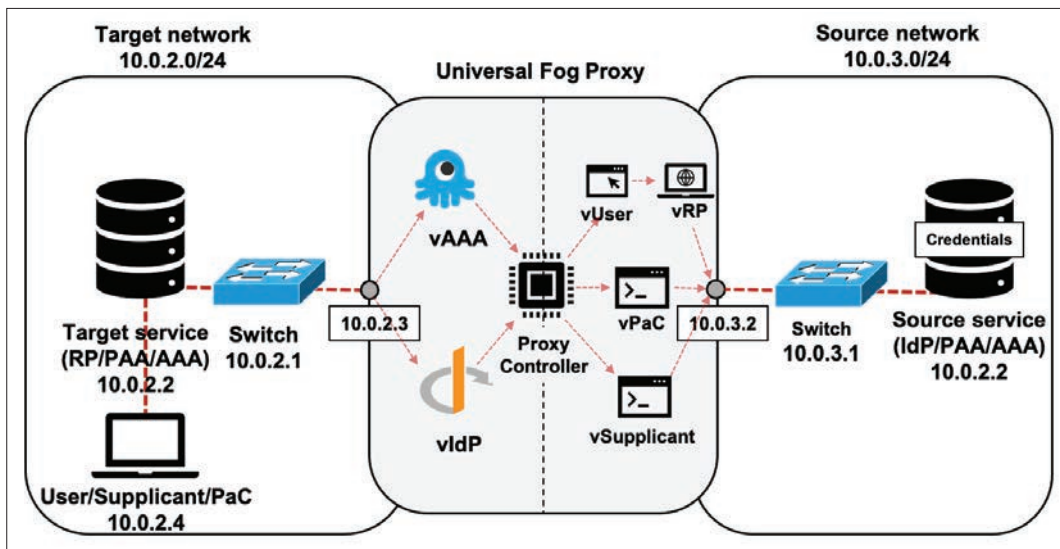 Target network
10.0.2.0/24
Universal Fog Proxy
Source network
10.0.3.0/24
vAAA
vUser
vRP
Credentials
10.0.2.3
Proxy
Controller
vPaC
10.0.3.2
Target service
(RP/PAA/AAA)
10.0.2.2
Switch
10.0.2.1
Switch
10.0.3.1
Source service
(IdP/PAA/AAA)
10.0.2.2
vIdP
vSupplicant
User/Supplicant/PaC
10.0.2.4